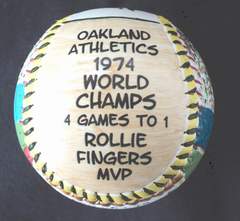 OAKLAND
ATHLETICS
1974
WORLD
CHAMPS
4 GAMES TO 1
ROLLIE
FINGERS
MVP